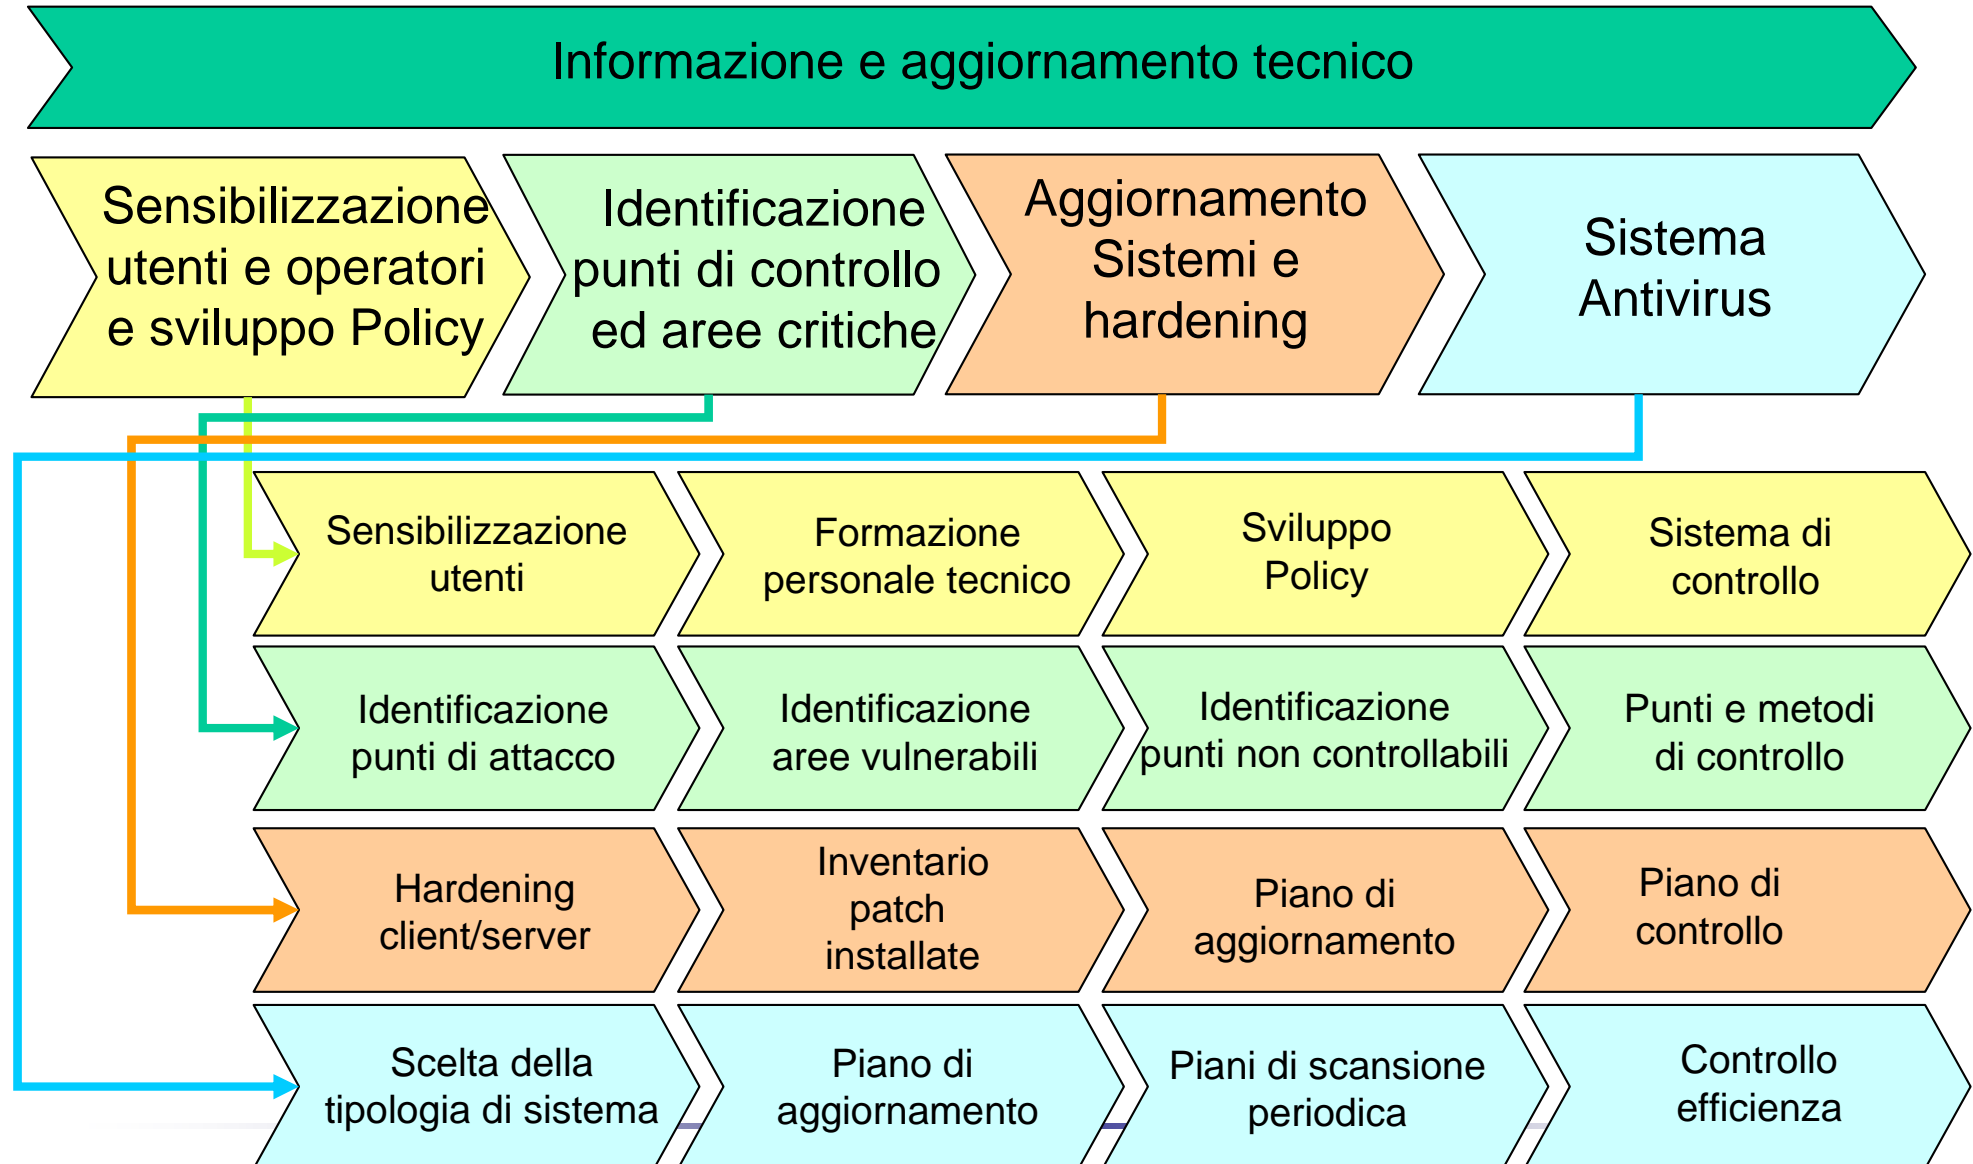 Informazione e aggiornamento tecnico
Sensibilizzazione
utenti e operatori
e sviluppo Policy
Identificazione
punti di controllo
ed aree critiche
Aggiornamento
Sistemi e
hardening
Sistema
Antivirus
Sensibilizzazione
utenti
Formazione
personale tecnico
Sviluppo
Policy
Sistema di
controllo
Identificazione
punti di attacco
Identificazione
aree vulnerabili
Identificazione
punti non controllabili
Punti e metodi
di controllo
Hardening
client/server
Inventario
patch
installate
Piano di
aggiornamento
Piano di
controllo
Scelta della
tipologia di sistema
Piano di
aggiornamento
Piani di scansione
periodica
Controllo
efficienza